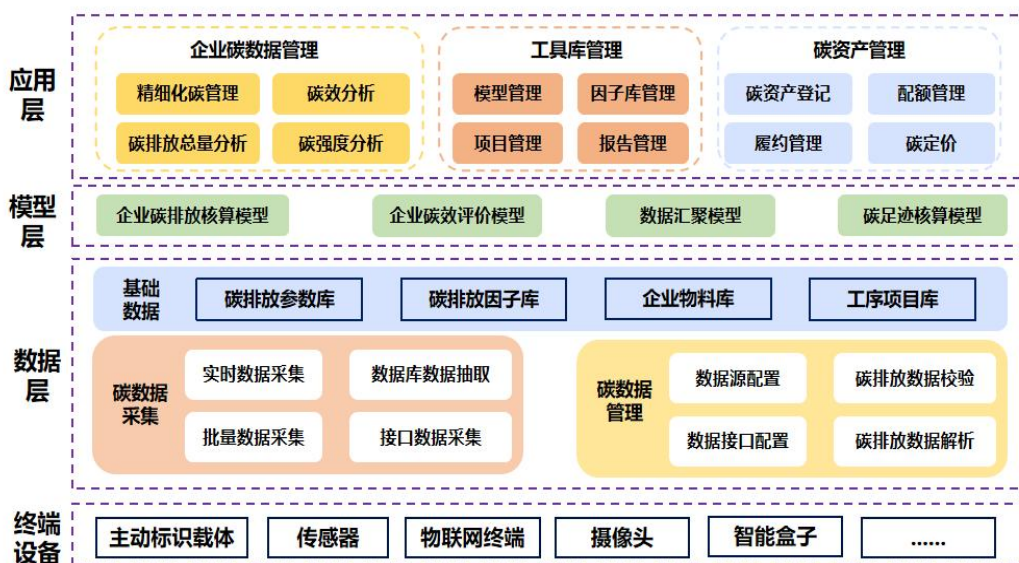 应用层
企业碳数据管理
精细化碳管理
碳效分析
碳排放总量分析
碳强度分析
工具库管理
模型管理
因子库管理
项目管理
报告管理
碳资产管理
碳资产登记
配额管理
履约管理
碳定价
模型层
企业碳排放核算模型
企业碳效评价模型
数据汇聚模型
碳足迹核算模型
数据层
基础
数据
碳排放参数库
碳排放因子库
企业物料库
工序项目库
碳数据
采集
实时数据采集
数据库数据抽取
批量数据采集
接口数据采集
碳数据
管理
数据源配置
碳排放数据校验
数据接口配置
碳排放数据解析
终端
设备
主动标识载体
传感器
物联网终端
摄像头
智能盒子
......